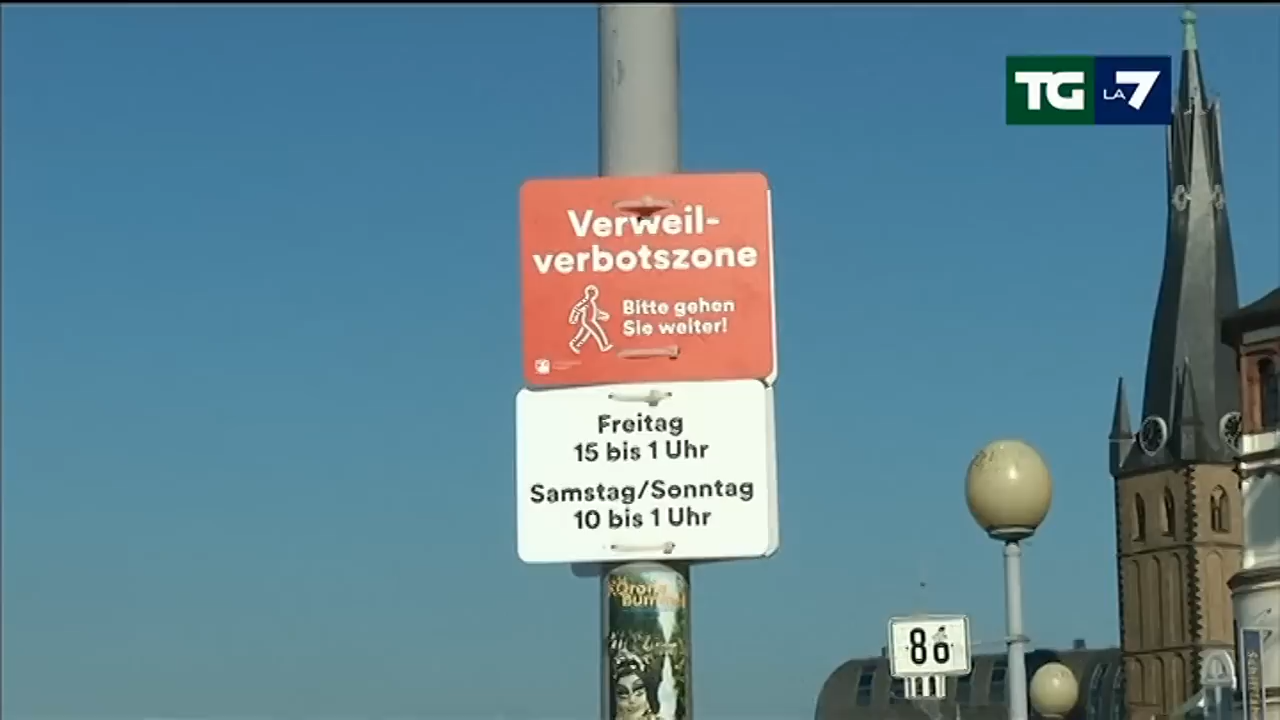 TG LA7
Verweil-
verbotszone
Bitte gehen
Sie weiter!
Freitag
15 bis 1 Uhr
Samstag/Sonntag
10 bis 1 Uhr
86